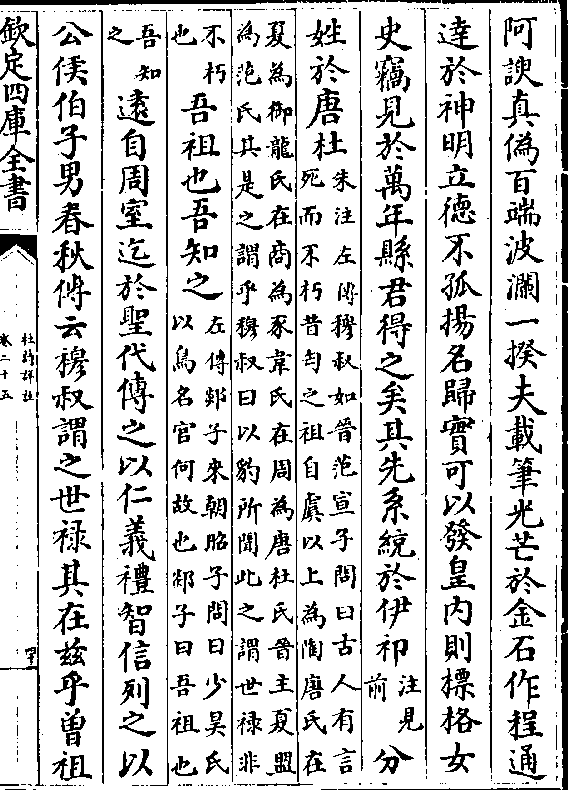 阿諛真偽百端波瀾一揆夫載筆光芒於金石作程通
達於神明立德不孤揚名歸實可以發皇内則標格女
史竊見於萬年縣君得之矣其先系統於伊祁注見前分
姓於唐杜朱注左傳穆叔如晉范宣子問曰古人有言
死而不朽昔匄之祖自虞以上為陶唐氏在
夏為御龍氏在商為豕韋氏在周為唐杜氏晉主夏盟
為范氏其是之謂乎穆叔曰以豹所聞此之謂世禄非
不朽也吾祖也吾知之左傳郯子來朝昭子問曰少昊氏
以鳥名官何故也郯子曰吾祖也
吾知之遠自周室迄於聖代傳之以仁義禮智信列之以
公侯伯子男春秋傳云穆叔謂之世禄其在兹乎曾祖
欽定四庫全書
杜詩詳註
卷二十五